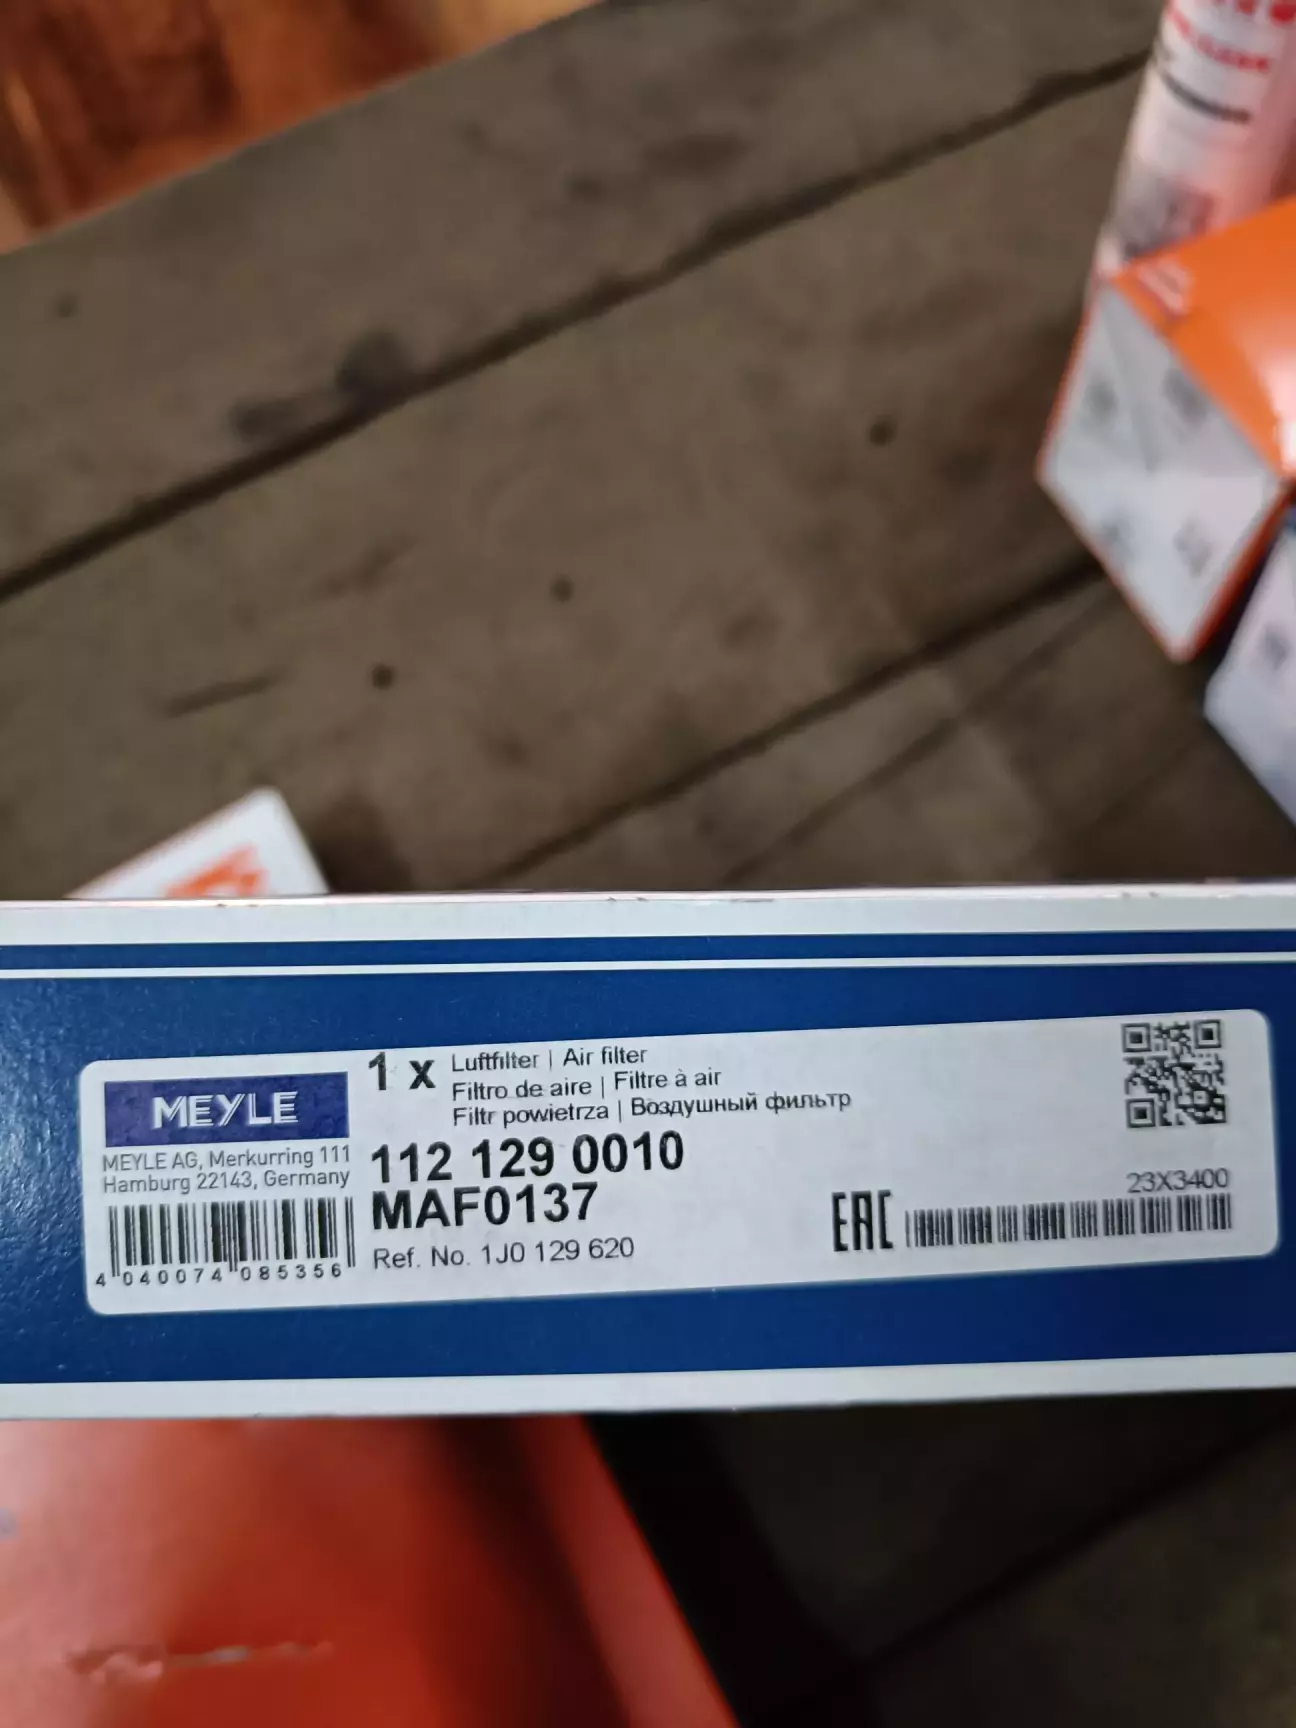 MEYLE
MEYLE AG, Merkurring 111
Hamburg 22143, Germany
4 040074 085356
1 x Luftfilter | Air filter
Filtro de aire | Filtre à air
Filtr powietrza | Воздушный фильтр
112 129 0010
MAF0137
Ref. No. 1J0 129 620
EAC
23X3400